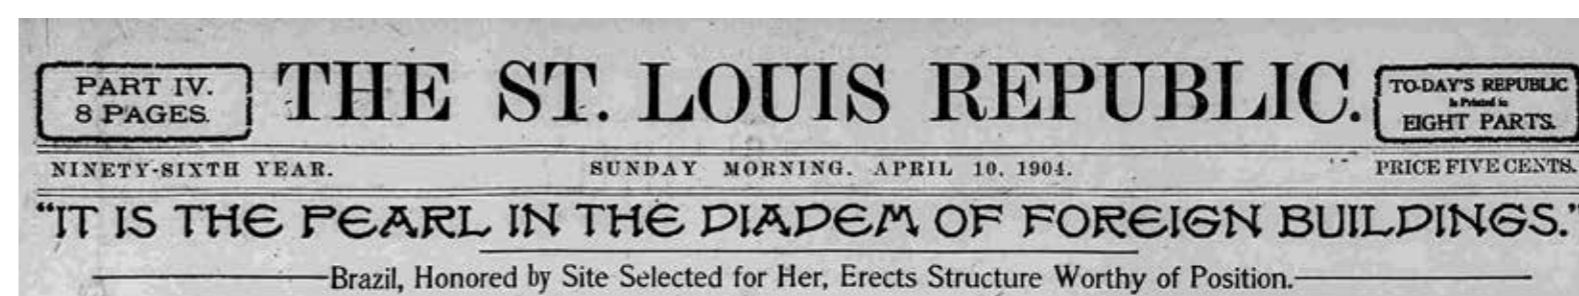 PART IV.
8 PAGES.
THE ST. LOUIS REPUBLIC.
TO-DAY'S REPUBLIC
Is Printed in
EIGHT PARTS.
NINETY-SIXTH YEAR.
SUNDAY MORNING. APRIL 10. 1904.
PRICE FIVE CENTS.
"IT IS THE PEARL IN THE DIADEM OF FOREIGN BUILDINGS."
Brazil, Honored by Site Selected for Her, Erects Structure Worthy of Position.